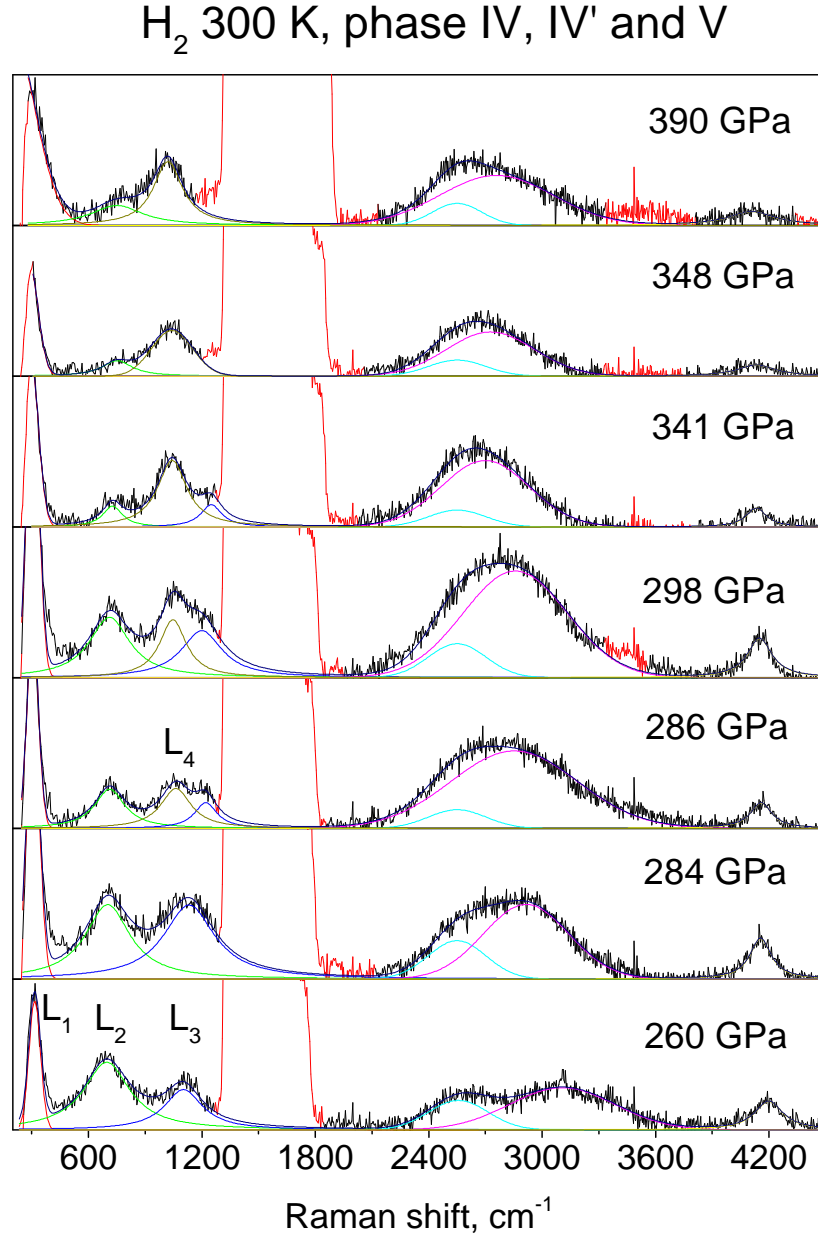 H₂ 300 K, phase IV, IV' and V
390 GPa
348 GPa
341 GPa
298 GPa
286 GPa
L₄
284 GPa
260 GPa
L₁ L₂ L₃
600 1200 1800 2400 3000 3600 4200
Raman shift, cm⁻¹